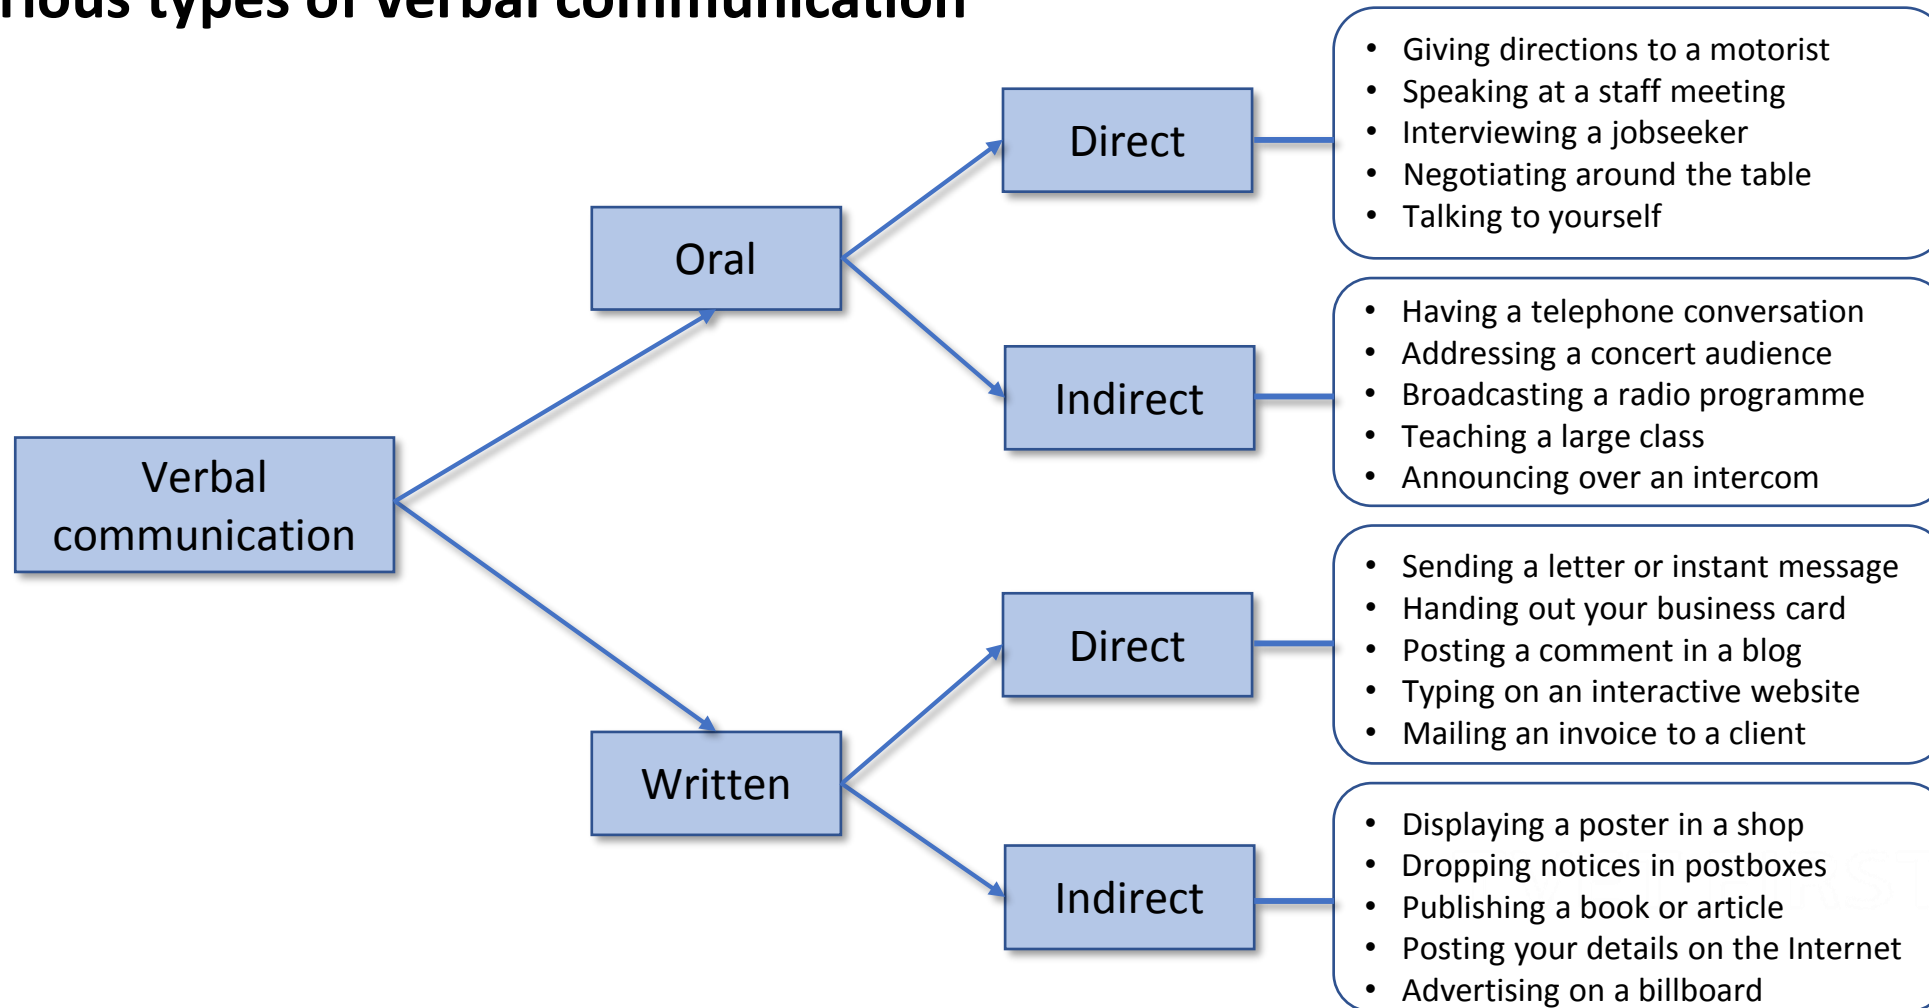 types of verbal communication
Verbal
communication
Oral
Written
Direct
Indirect
Direct
Indirect
• Giving directions to a motorist
• Speaking at a staff meeting
• Interviewing a jobseeker
• Negotiating around the table
• Talking to yourself
• Having a telephone conversation
• Addressing a concert audience
• Broadcasting a radio programme
• Teaching a large class
• Announcing over an intercom
• Sending a letter or instant message
• Handing out your business card
• Posting a comment in a blog
• Typing on an interactive website
• Mailing an invoice to a client
• Displaying a poster in a shop
• Dropping notices in postboxes
• Publishing a book or article
• Posting your details on the Internet
• Advertising on a billboard